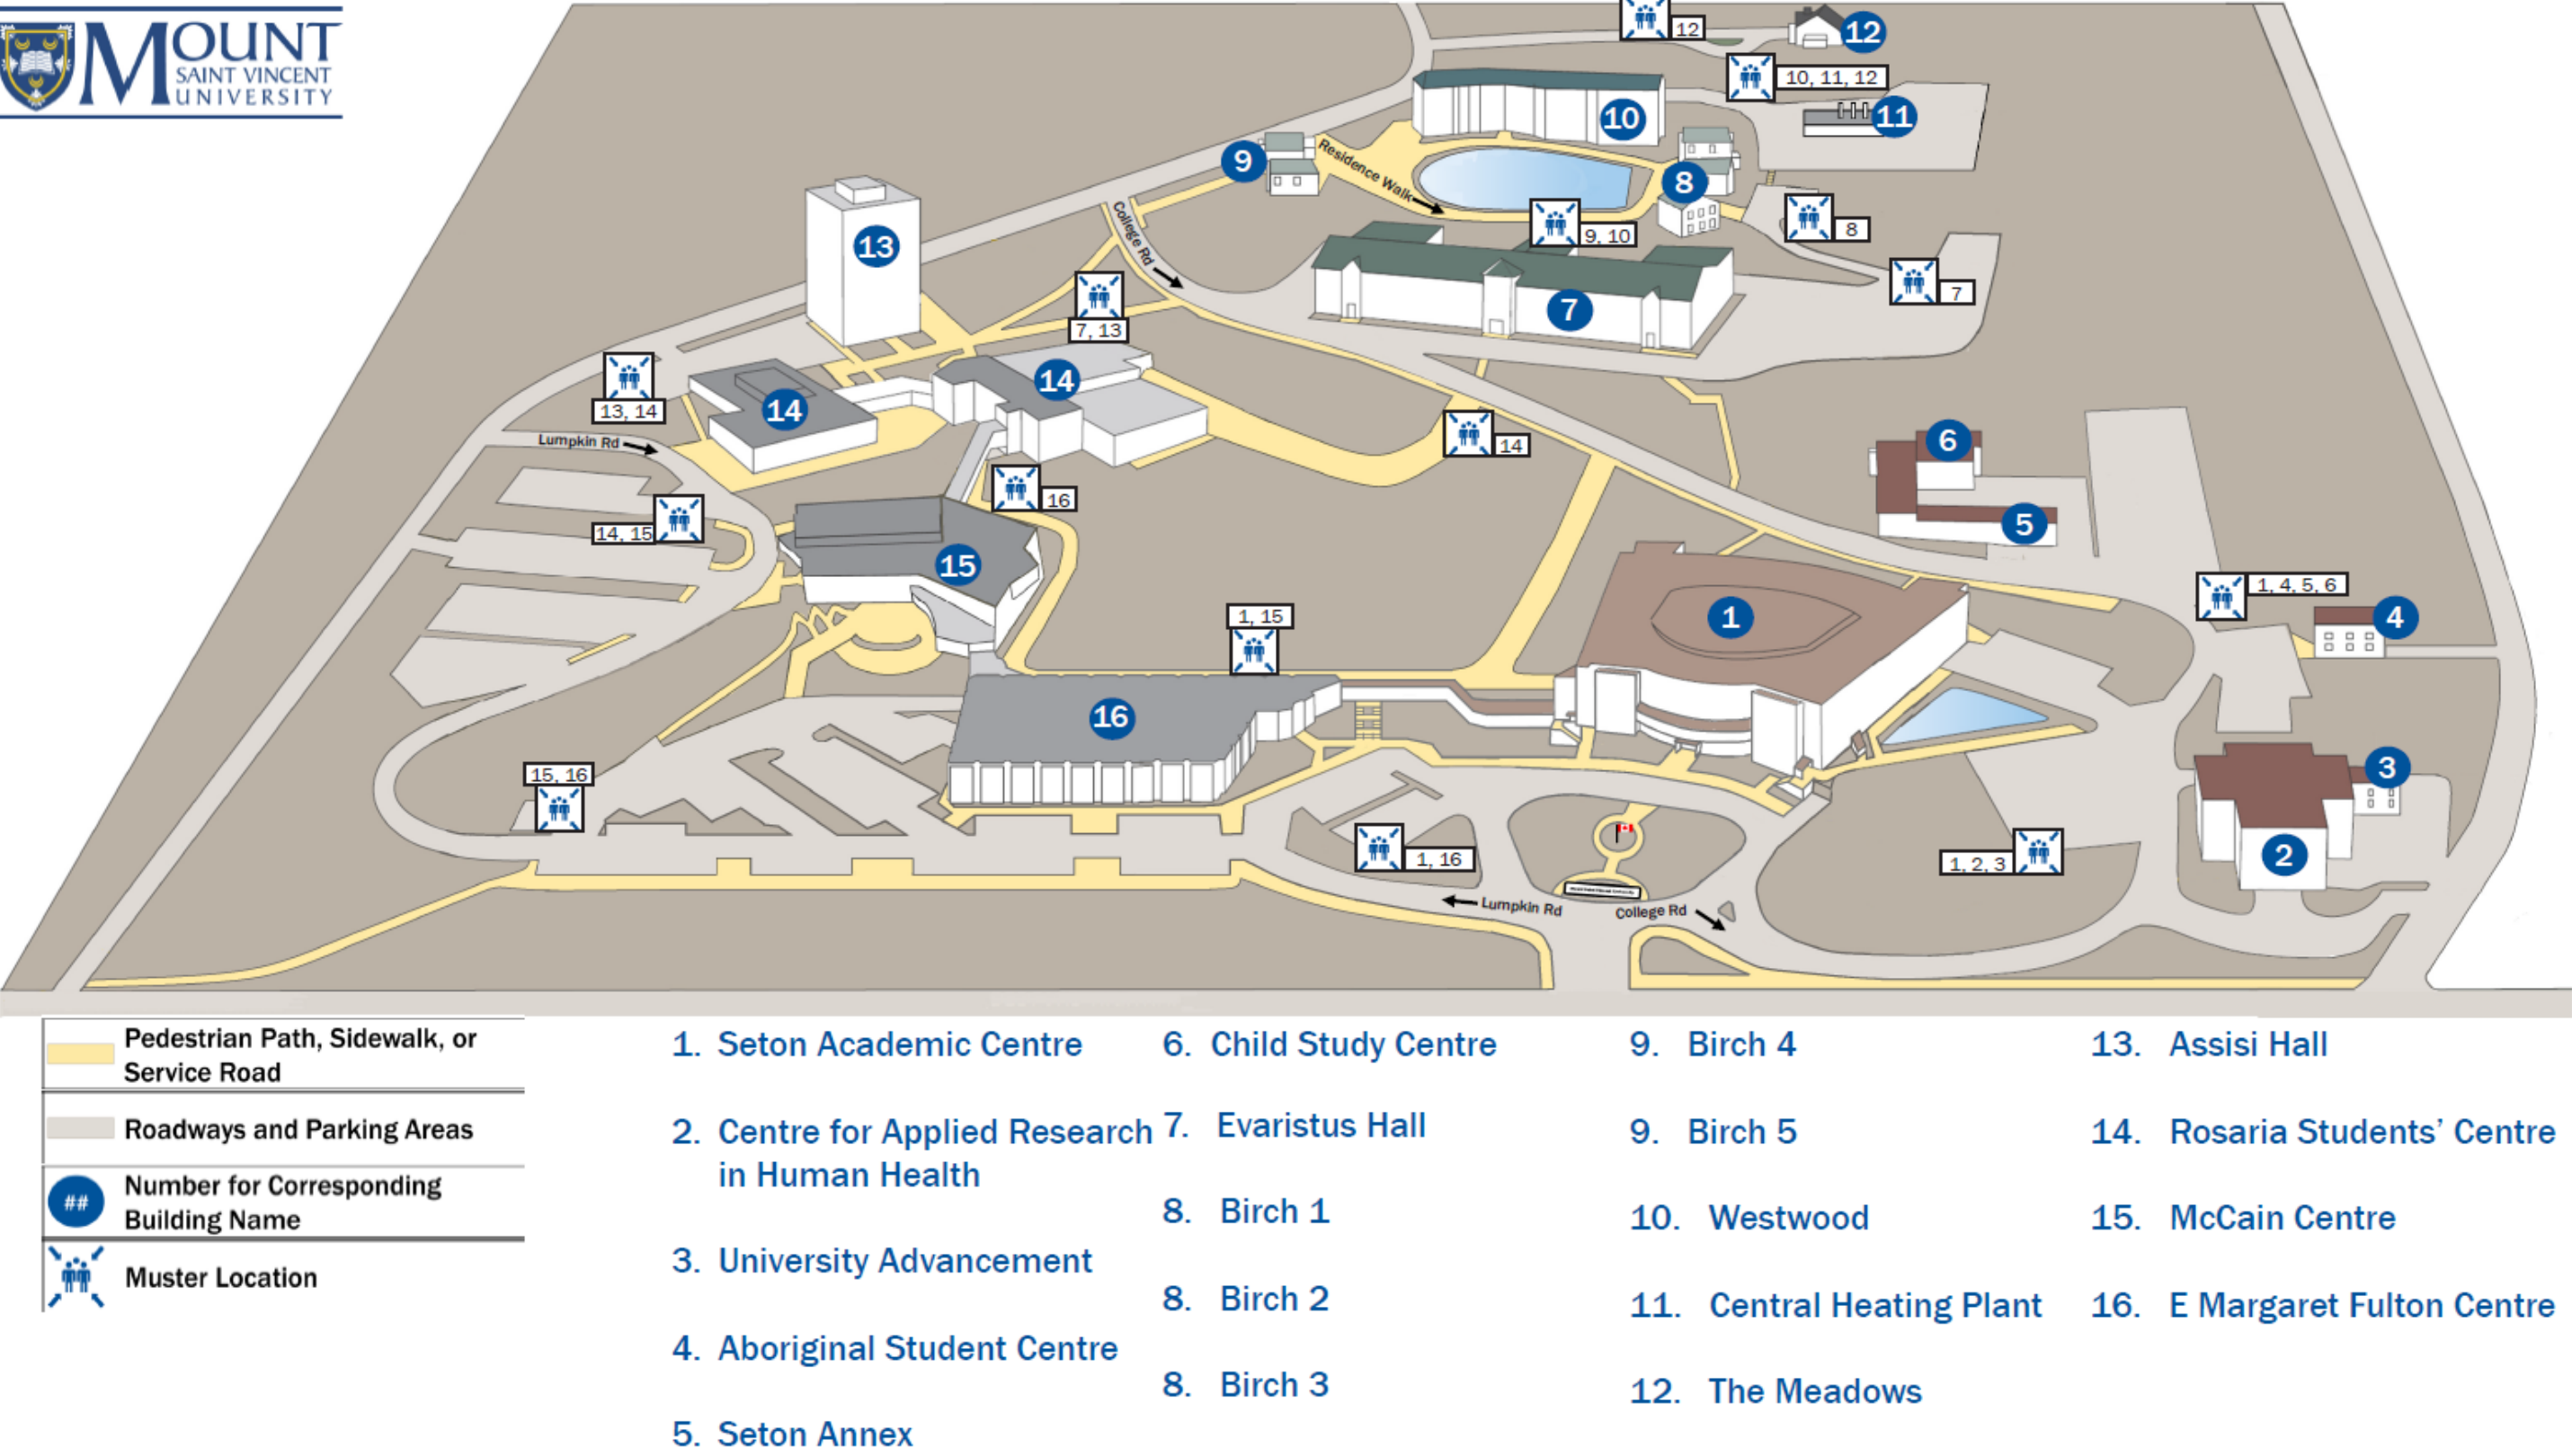 MOUNT
SAINT VINCENT
UNIVERSITY
12
12
10, 11, 12
10
11
9
Residence Walk
8
8
9, 10
13
College Rd
7
7
7, 13
13, 14
14
14
Lumpkin Rd
14
6
16
5
14, 15
15
1, 4, 5, 6
1, 15
1
4
16
15, 16
3
1, 16
1, 2, 3
2
Lumpkin Rd
College Rd
Pedestrian Path, Sidewalk, or
Service Road
Roadways and Parking Areas
##
Number for Corresponding
Building Name
Muster Location
1. Seton Academic Centre
2. Centre for Applied Research
in Human Health
3. University Advancement
4. Aboriginal Student Centre
5. Seton Annex
6. Child Study Centre
7. Evaristus Hall
8. Birch 1
8. Birch 2
8. Birch 3
9. Birch 4
9. Birch 5
10. Westwood
11. Central Heating Plant
12. The Meadows
13. Assisi Hall
14. Rosaria Students’ Centre
15. McCain Centre
16. E Margaret Fulton Centre